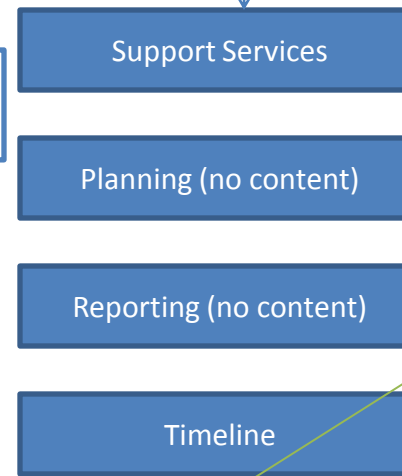 Support Services
Planning (no content)
Reporting (no content)
Timeline